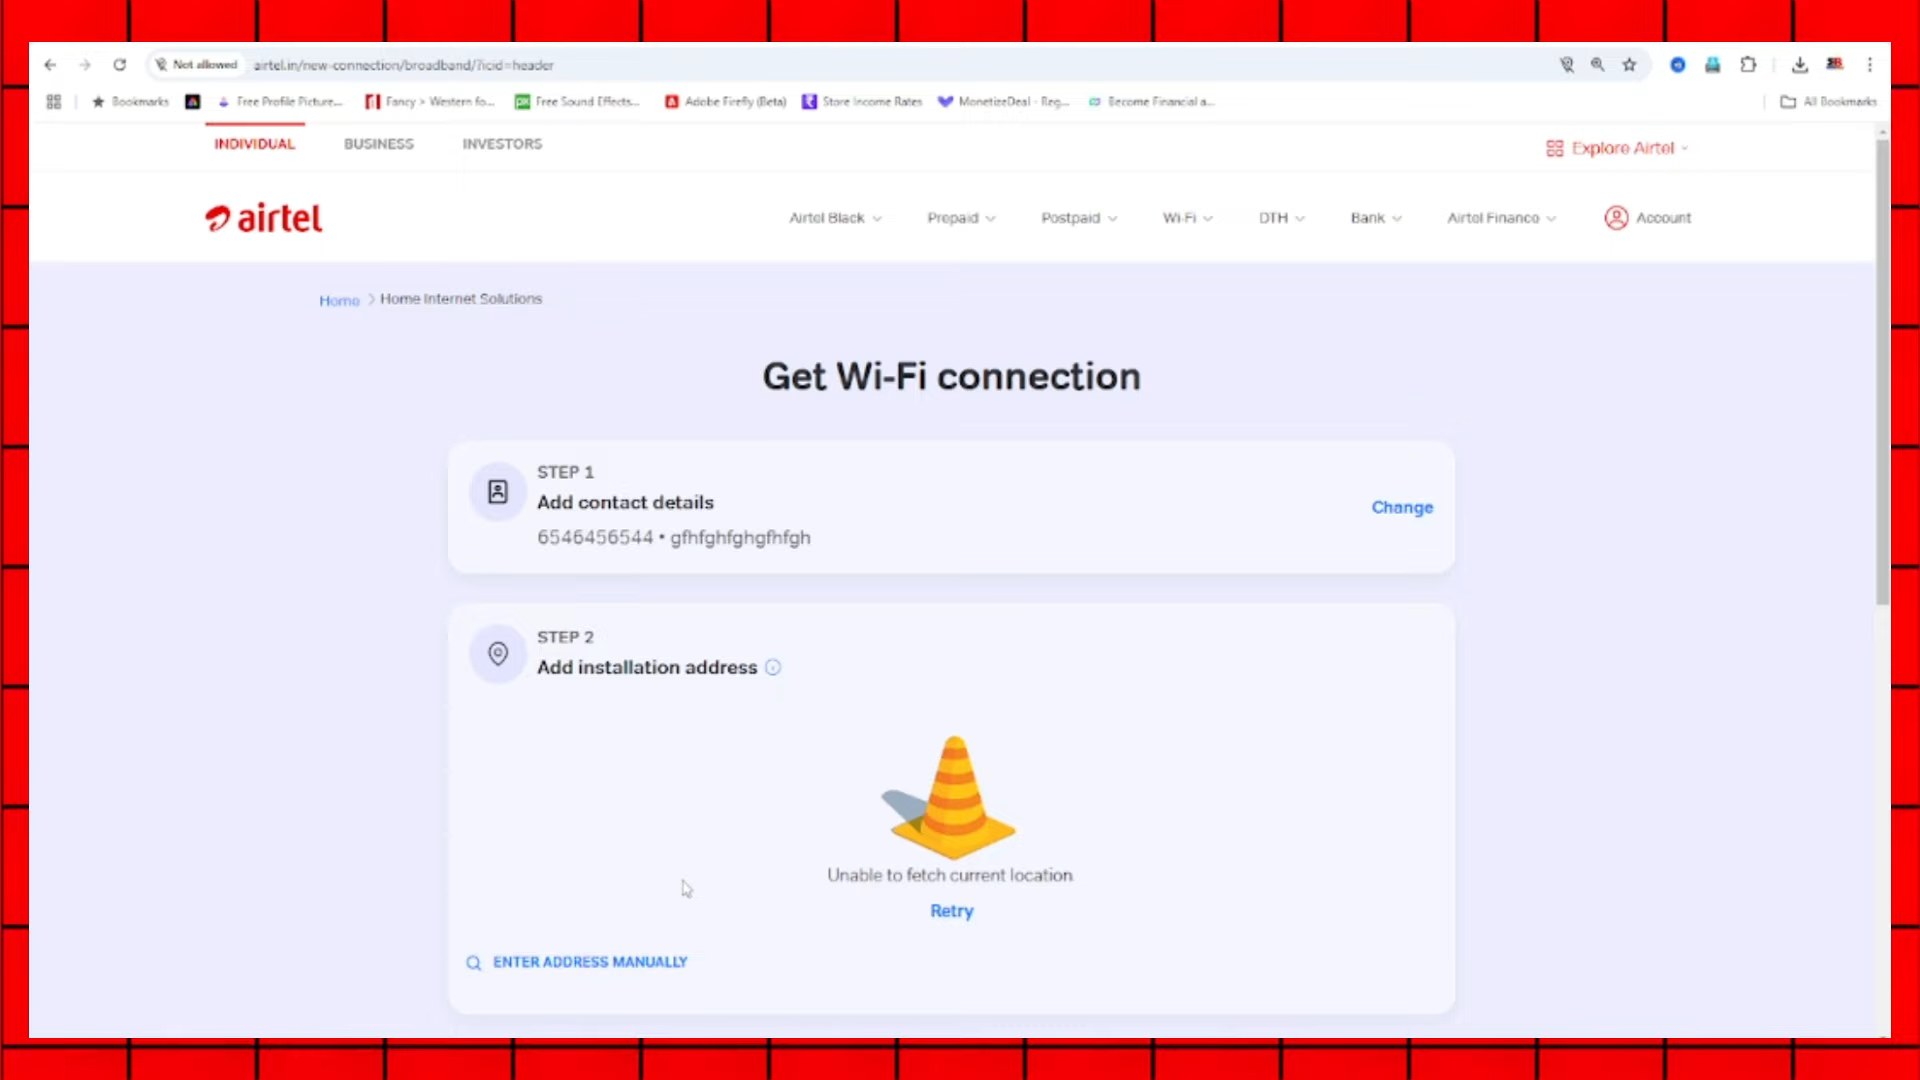 Not allowed airtel.in/new-connection/broadband/?icid=header
Bookmarks Free Profile Picture... Fancy > Western fo... Free Sound Effects... Adobe Firefly (Beta) Store Income Rates MonetizeDeal - Reg... Become Financial a... All Bookmarks
INDIVIDUAL BUSINESS INVESTORS Explore Airtel
airtel Airtel Black Prepaid Postpaid Wi-Fi DTH Bank Airtel Finance Account
Home > Home Internet Solutions
Get Wi-Fi connection
STEP 1
Add contact details
Change
6546456544 • gfhfghfghgfhfgh
STEP 2
Add installation address
Unable to fetch current location
Retry
ENTER ADDRESS MANUALLY